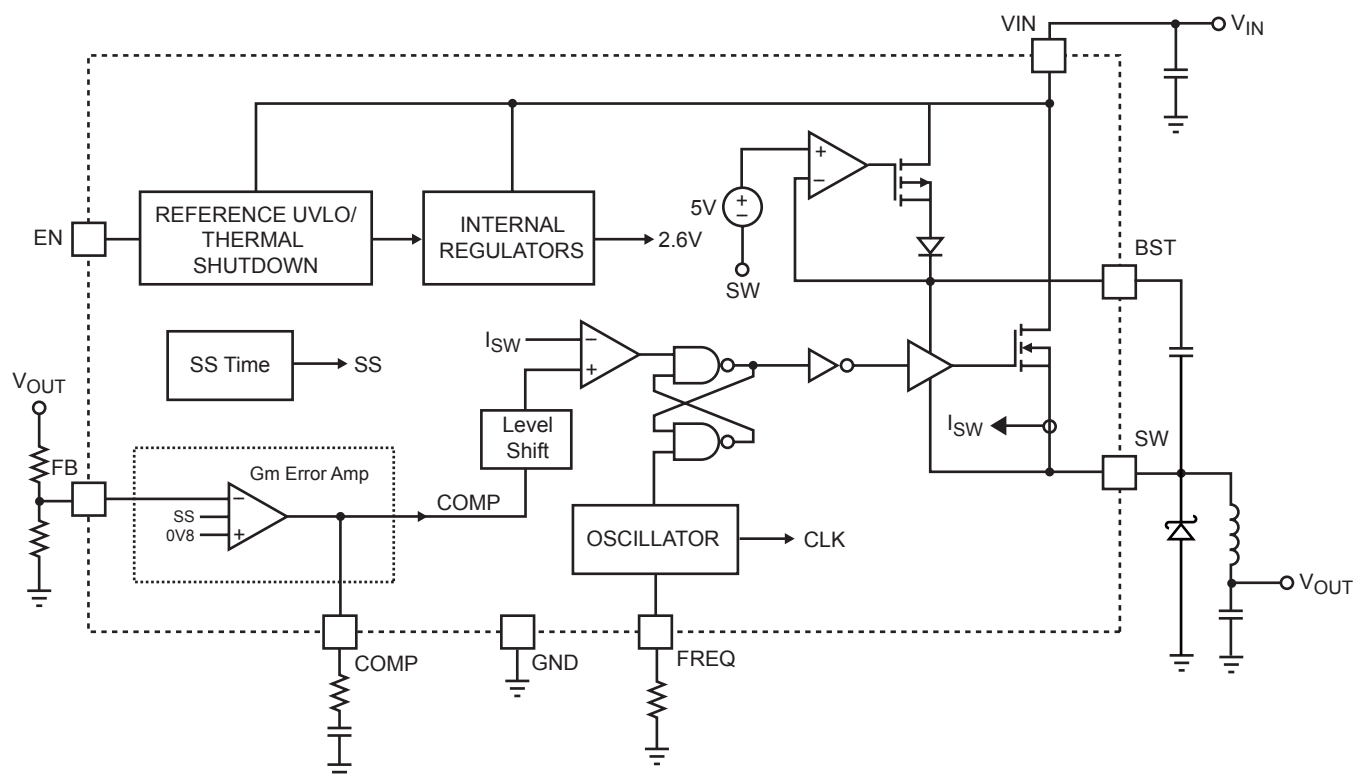 VIN
V_IN
REFERENCE UVLO/
THERMAL
SHUTDOWN
INTERNAL
REGULATORS
2.6V
EN
5V
+
−
+
−
SW
BST
SS Time
SS
I_SW
−
+
V_OUT
Level
Shift
I_SW
SW
FB
Gm Error Amp
−
SS
0V8
+
COMP
OSCILLATOR
CLK
V_OUT
COMP
GND
FREQ